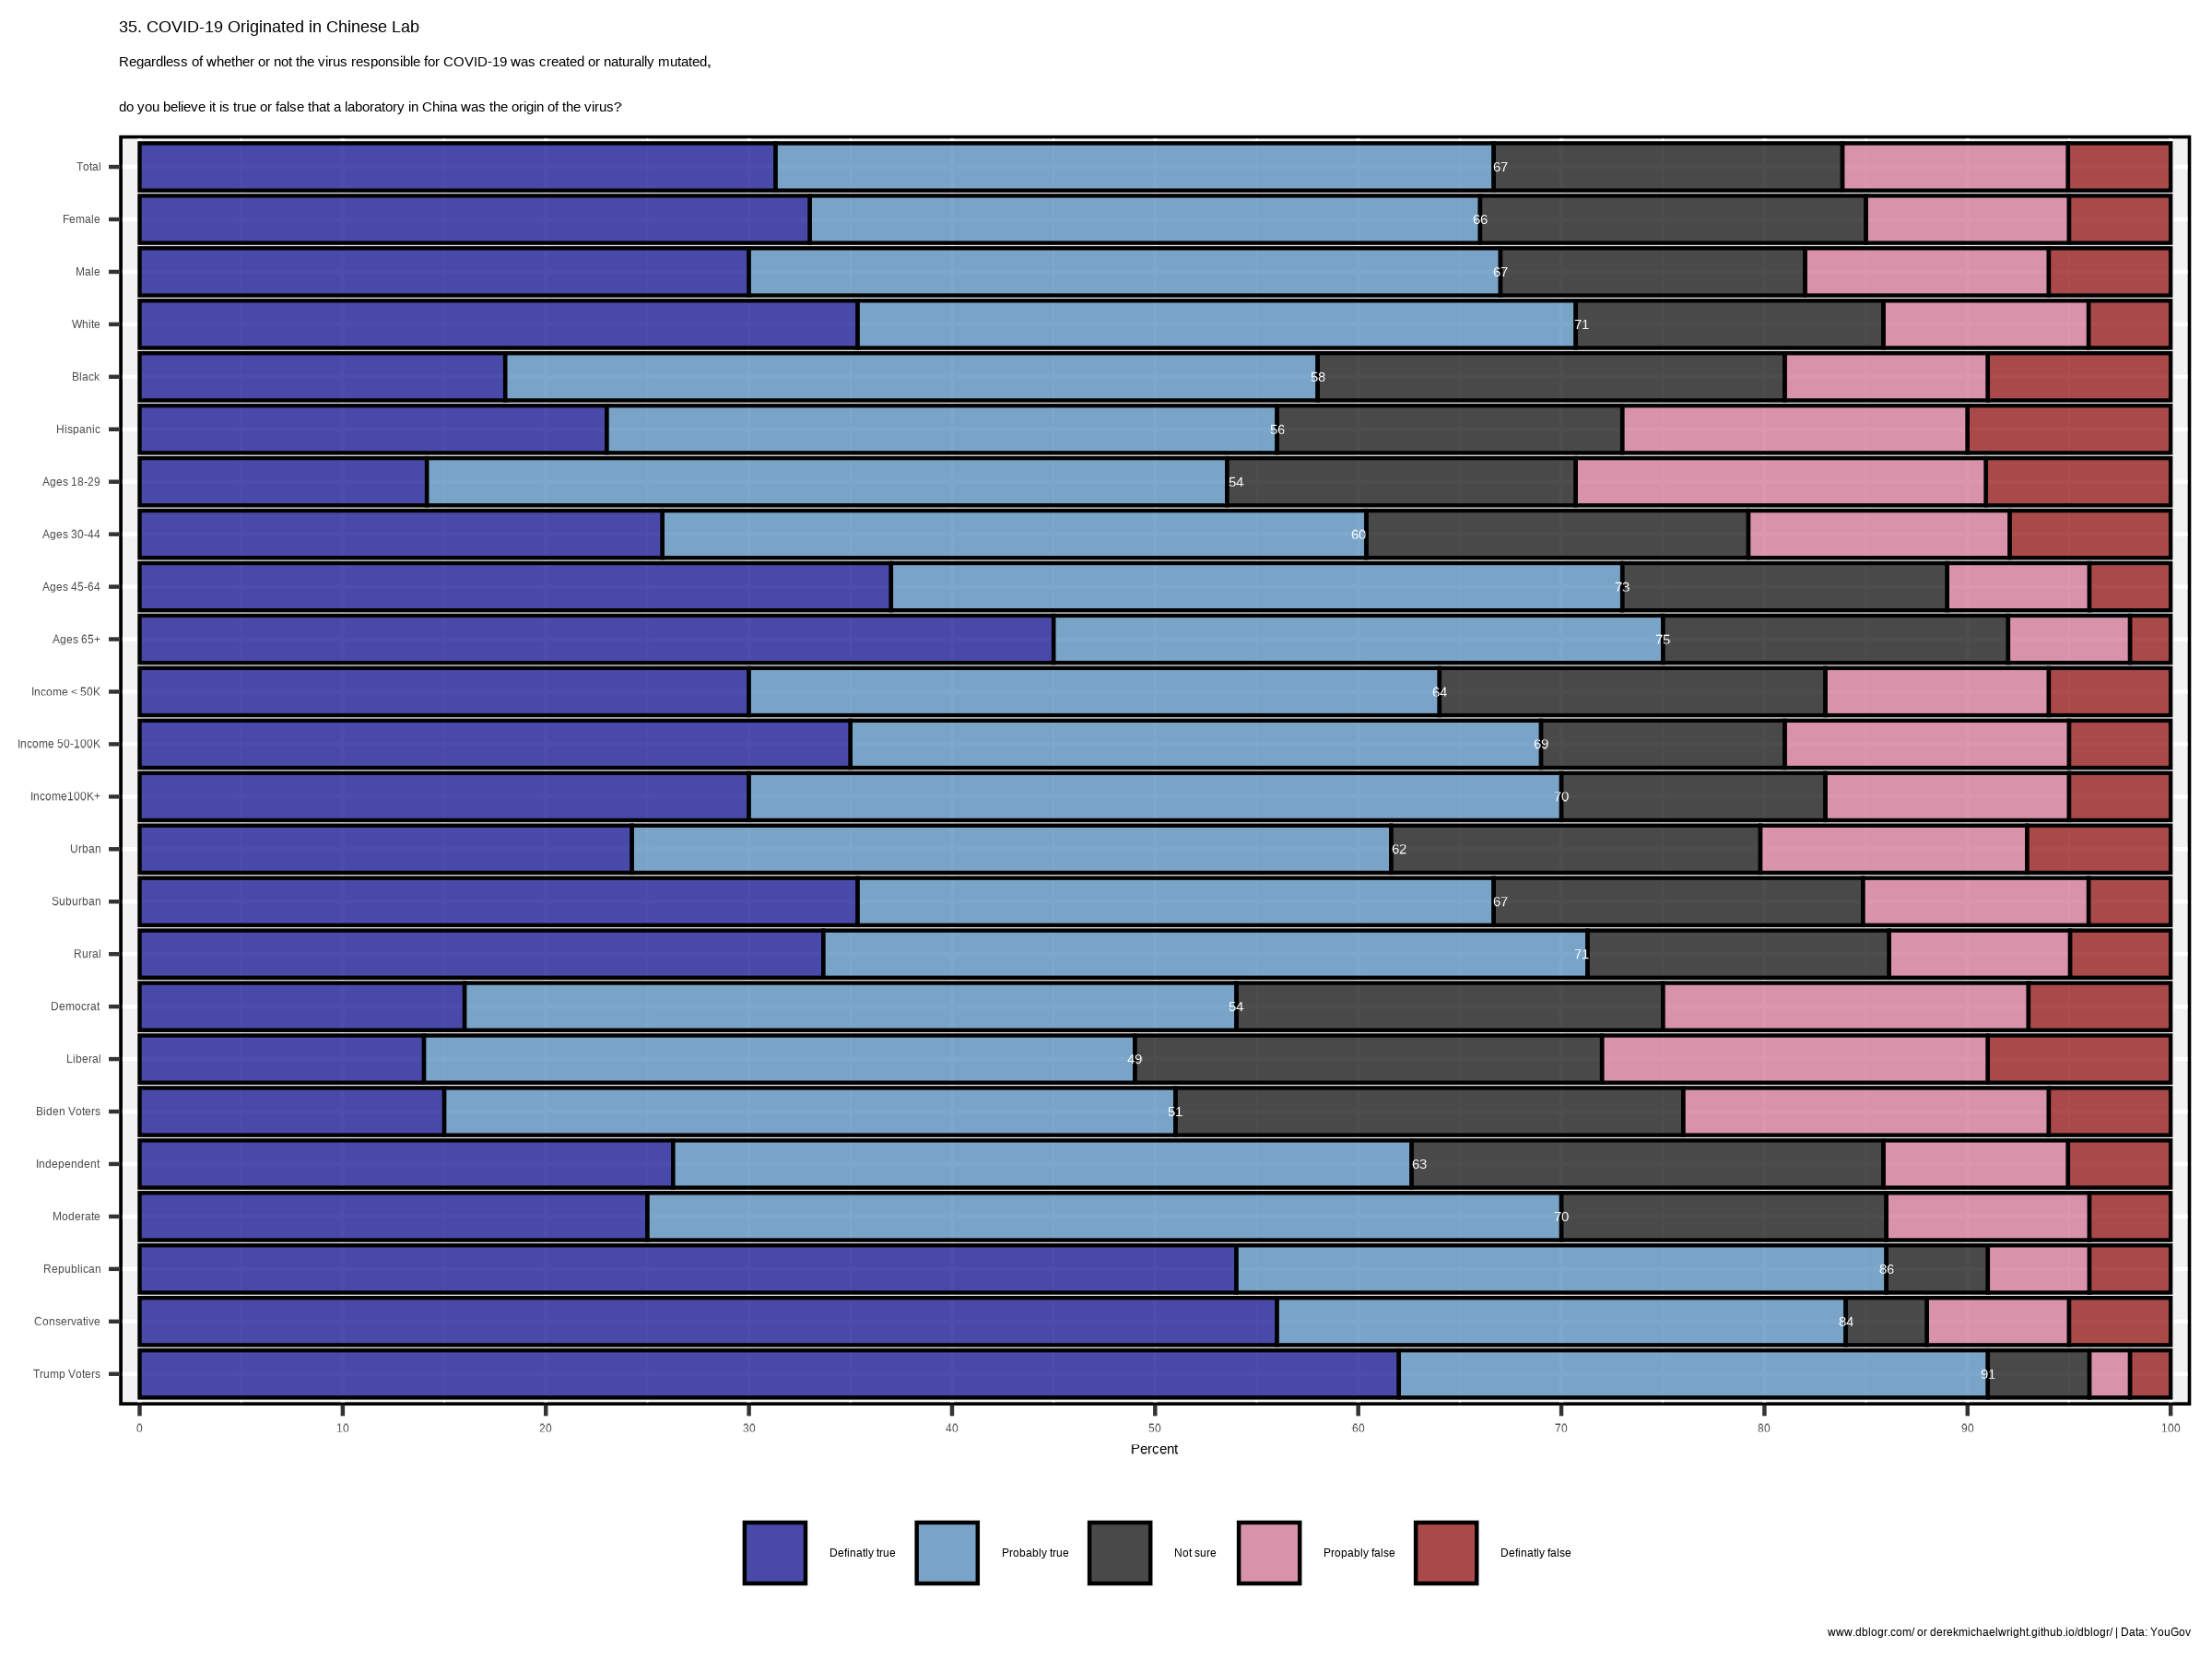 35. COVID-19 Originated in Chinese Lab
Regardless of whether or not the virus responsible for COVID-19 was created or naturally mutated,
do you believe it is true or false that a laboratory in China was the origin of the virus?
Total 67
Female 66
Male 67
White 71
Black 58
Hispanic 56
Ages 18-29 54
Ages 30-44 60
Ages 45-64 73
Ages 65+ 75
Income < 50K 64
Income 50-100K 69
Income100K+ 70
Urban 62
Suburban 67
Rural 71
Democrat 54
Liberal 49
Biden Voters 51
Independent 63
Moderate 70
Republican 86
Conservative 84
Trump Voters 91
0 10 20 30 40 50 60 70 80 90 100
Percent
Definatly true Probably true Not sure Propably false Definatly false
www.dblogr.com/ or derekmichaelwright.github.io/dblogr/ | Data: YouGov